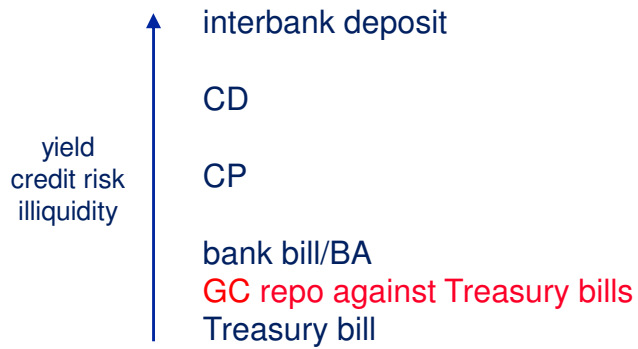 interbank deposit
CD
yield
credit risk
illiquidity
CP
bank bill/BA
GC repo against Treasury bills
Treasury bill